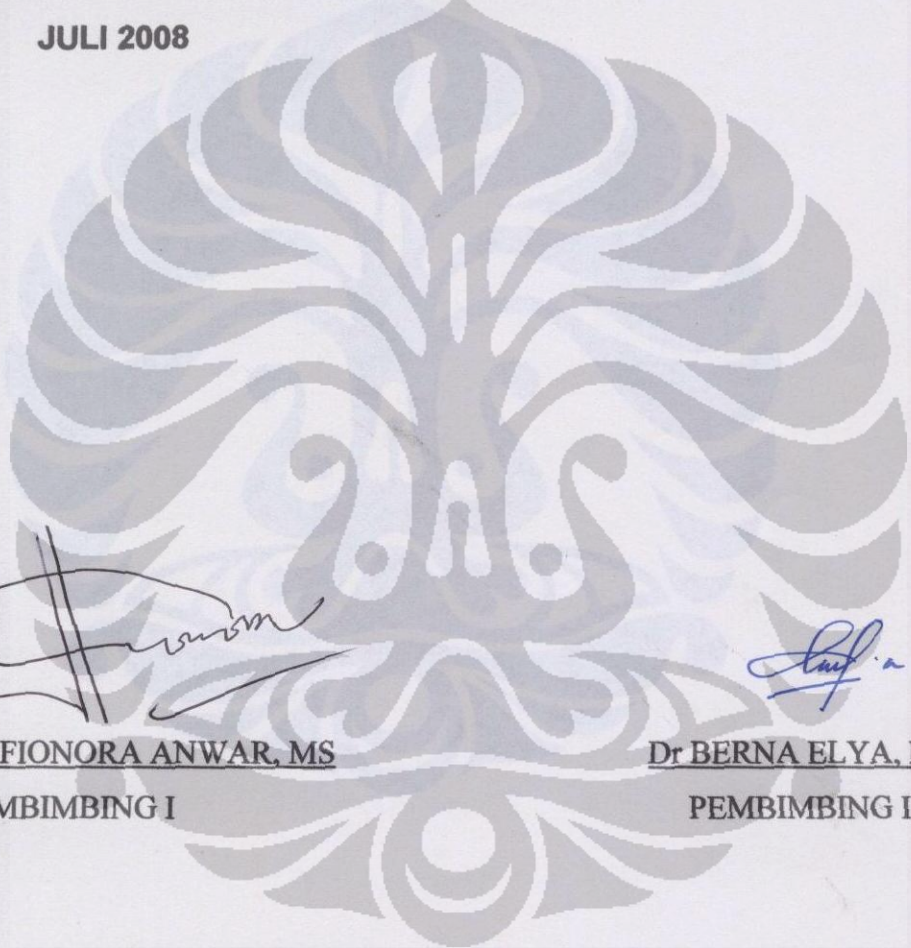 JULI 2008
FIONORA ANWAR, MS
Dr BERNA ELYA,
MBIMBING I
PEMBIMBING I